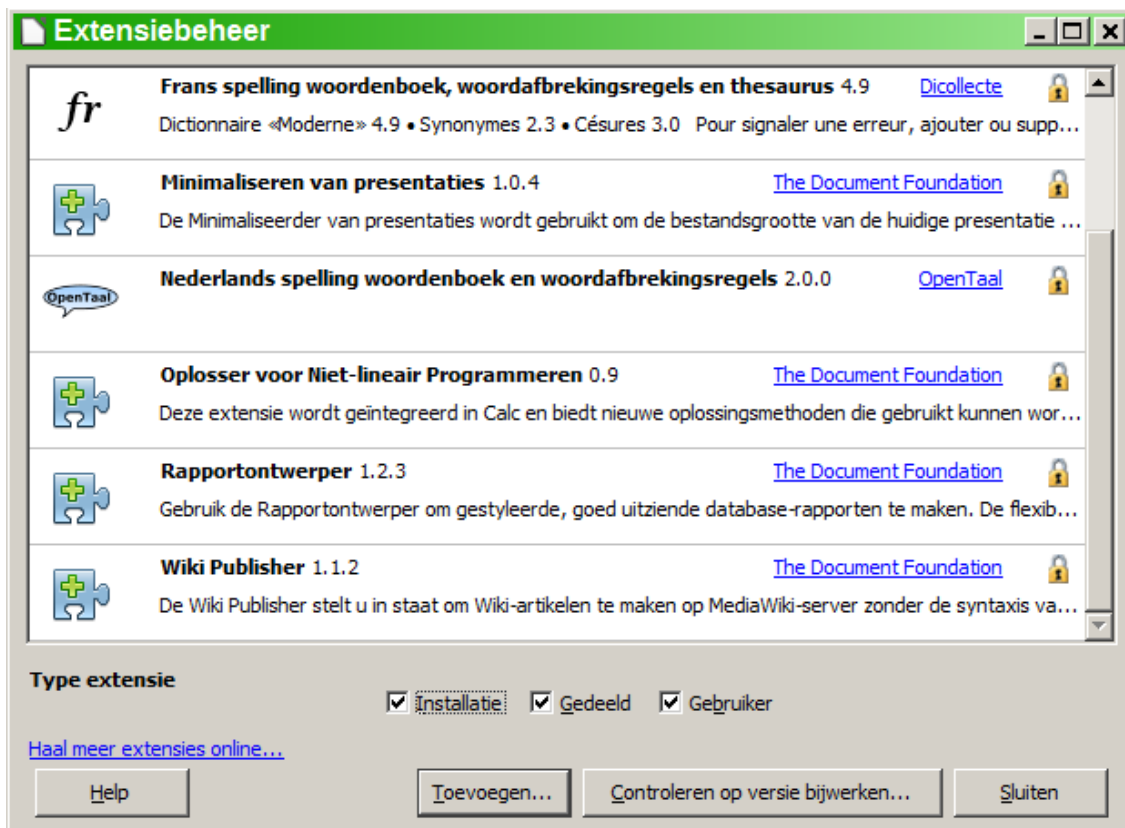 Extensiebeheer
fr
Frans spelling woordenboek, woordafbrekingsregels en thesaurus 4.9 Dicollecte
Dictionnaire «Moderne» 4.9 • Synonymes 2.3 • Césures 3.0 Pour signaler une erreur, ajouter ou supp...
Minimaliseren van presentaties 1.0.4 The Document Foundation
De Minimaliseerder van presentaties wordt gebruikt om de bestandsgrootte van de huidige presentatie ...
OpenTaal
Nederlands spelling woordenboek en woordafbrekingsregels 2.0.0 OpenTaal
Oplosser voor Niet-lineair Programmeren 0.9 The Document Foundation
Deze extensie wordt geïntegreerd in Calc en biedt nieuwe oplossingsmethoden die gebruikt kunnen wor...
Rapportontwerper 1.2.3 The Document Foundation
Gebruik de Rapportontwerper om gestyleerde, goed uitziende database-rapporten te maken. De flexib...
Wiki Publisher 1.1.2 The Document Foundation
De Wiki Publisher stelt u in staat om Wiki-artikelen te maken op MediaWiki-server zonder de syntaxis va...
Type extensie
Installatie Gedeeld Gebruiker
Haal meer extensies online...
Help Toevoegen... Controleren op versie bijwerken... Sluiten